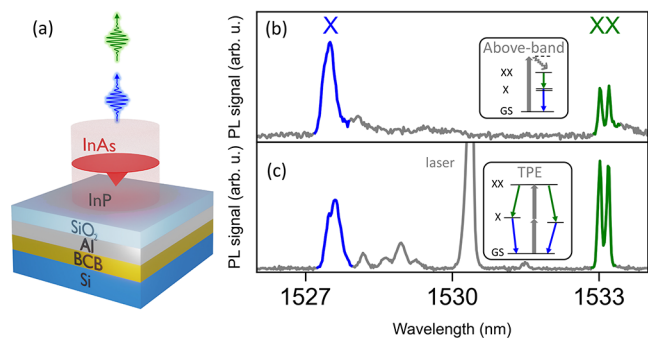 (a)
InAs
InP
SiO₂
Al
BCB
Si
(b)
X
XX
PL signal (arb. u.)
Above-band
XX
X
GS
(c)
laser
PL signal (arb. u.)
TPE
XX
X
GS
1527
1530
1533
Wavelength (nm)